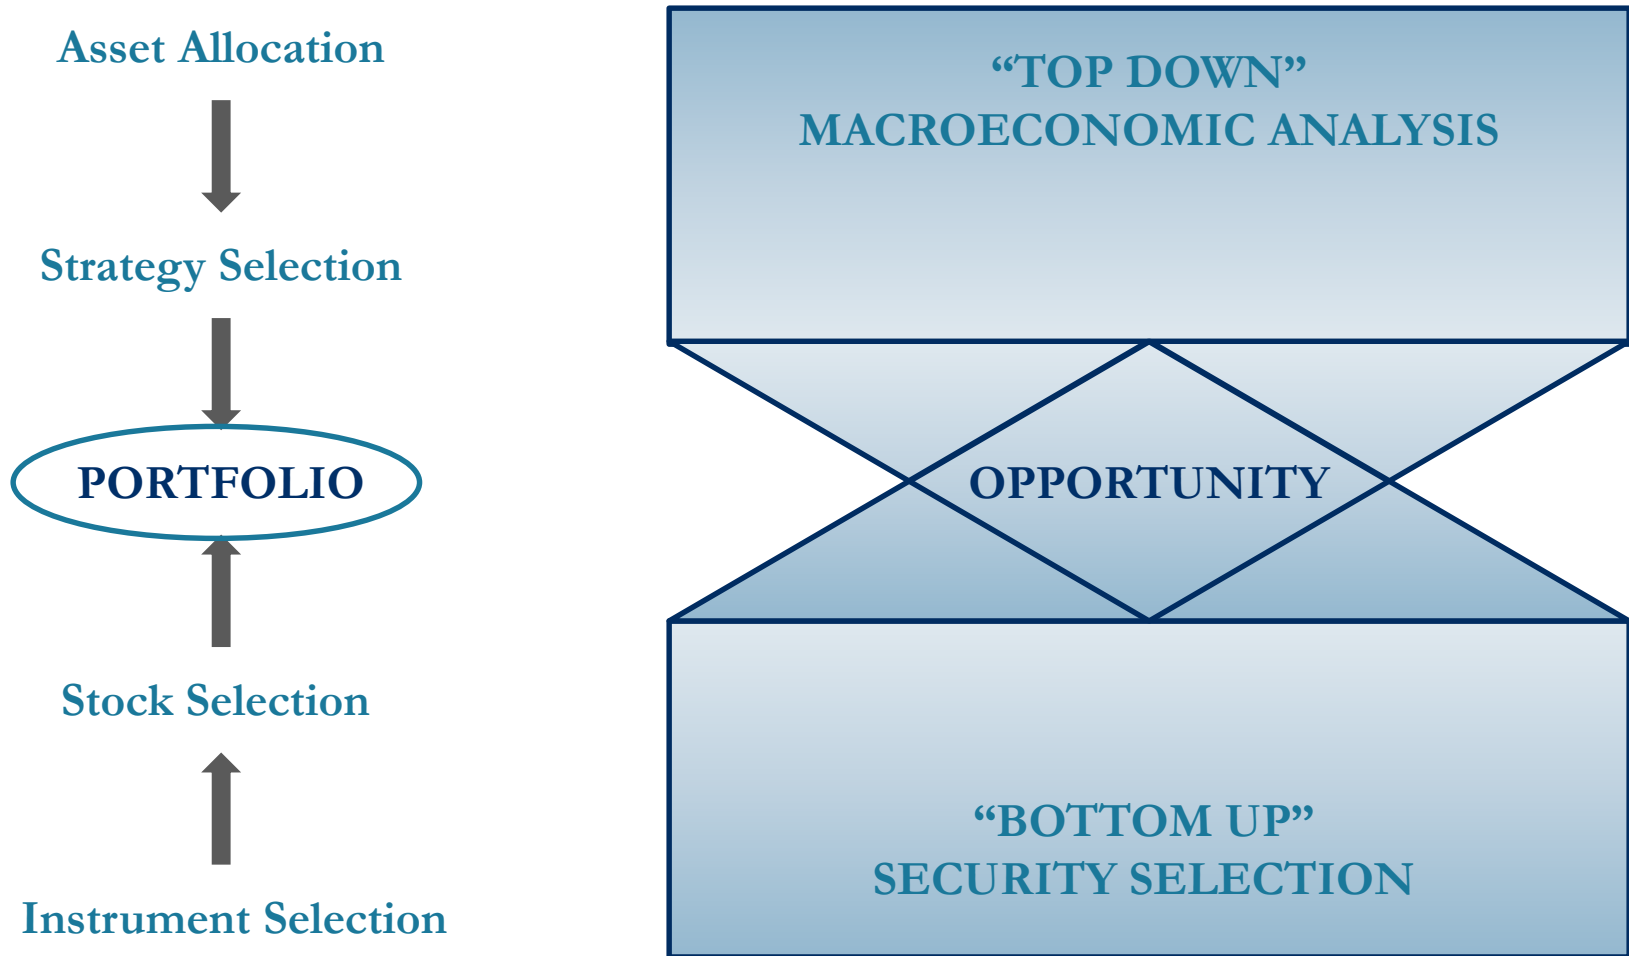 Asset Allocation
Strategy Selection
PORTFOLIO
Stock Selection
Instrument Selection
“TOP DOWN”
MACROECONOMIC ANALYSIS
OPPORTUNITY
“BOTTOM UP”
SECURITY SELECTION